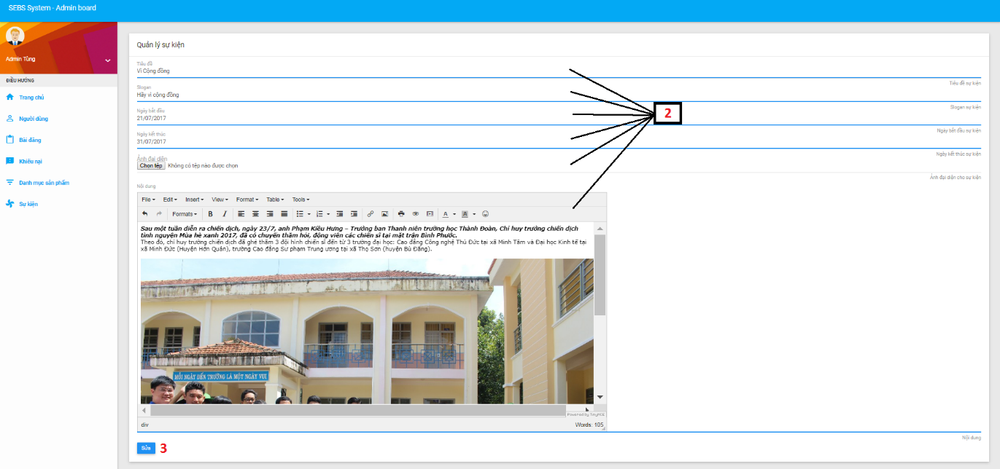 SEBS System - Admin board
Admin Tùng
ĐIỀU HƯỚNG
Trang chủ
Người dùng
Bài đăng
Khiếu nại
Danh mục sản phẩm
Sự kiện
Quản lý sự kiện
Tiêu đề
Vì Cộng đồng
Tiêu đề sự kiện
Slogan
Hãy vì cộng đồng
Slogan sự kiện
Ngày bắt đầu
21/07/2017
Ngày bắt đầu sự kiện
Ngày kết thúc
31/07/2017
Ngày kết thúc sự kiện
Ảnh đại diện
Chọn tệp Không có tệp nào được chọn
Ảnh đại diện cho sự kiện
2
Nội dung
File Edit Insert View Format Table Tools
Formats B I A A
Sau một tuần diễn ra chiến dịch, ngày 23/7, anh Phạm Kiều Hưng – Trưởng ban Thanh niên trường học Thành Đoàn, Chỉ huy trưởng chiến dịch
tình nguyện Mùa hè xanh 2017, đã có chuyến thăm hỏi, động viên các chiến sĩ tại mặt trận Bình Phước.
Theo đó, chỉ huy trưởng chiến dịch đã ghé thăm 3 đội hình chiến sĩ đến từ 3 trường đại học: Cao đẳng Công nghệ Thủ Đức tại xã Minh Tâm và Đại học Kinh tế tại
xã Minh Đức (Huyện Hớn Quản), trường Cao đẳng Sư phạm Trung ương tại xã Thọ Sơn (huyện Bù Đăng).
MỖI NGÀY ĐẾN TRƯỜNG LÀ MỘT NGÀY VUI
Powered by TinyMCE
div
Words: 105
Nội dung
Sửa 3